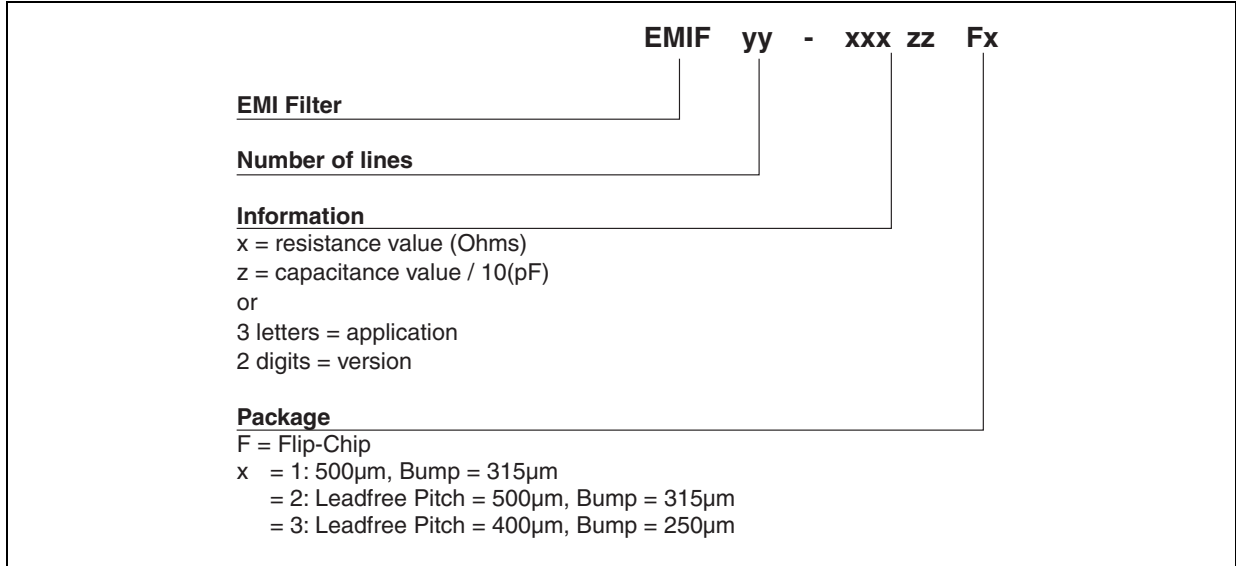 EMIF yy - xxx zz Fx
EMI Filter
Number of lines
Information
x = resistance value (Ohms)
z = capacitance value / 10(pF)
or
3 letters = application
2 digits = version
Package
F = Flip-Chip
x = 1: 500µm, Bump = 315µm
= 2: Leadfree Pitch = 500µm, Bump = 315µm
= 3: Leadfree Pitch = 400µm, Bump = 250µm